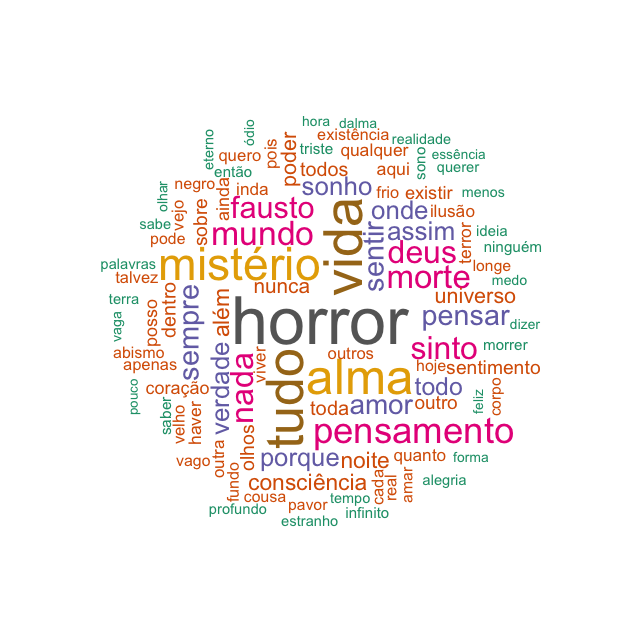 hora
dalma
existência
realidade
ódio
eterno
pois
poder
triste
qualquer
sono
essência
quero
então
todos
aqui
querer
olhar
negro
inda
ainda
sonho
frio
existir
menos
fausto
vida
onde
ilusão
sabe
vejo
sobre
mundo
sentir
assim
terror
ideia
pode
ninguém
deus
palavras
talvez
mistério
morte
longe
medo
nunca
universo
terra
posso
dentro
sempre
além
horror
pensar
dizer
vaga
abismo
apenas
verdade
nada
viver
outros
sinto
morrer
hoje
sentimento
coração
tudo
alma
todo
corpo
pouco
saber
velho
haver
toda
amor
outro
feliz
olhos
pensamento
vago
outra
porque
noite
quanto
forma
fundo
consciência
cada
real
amar
alegria
cousa
pavor
tempo
profundo
infinito
estranho